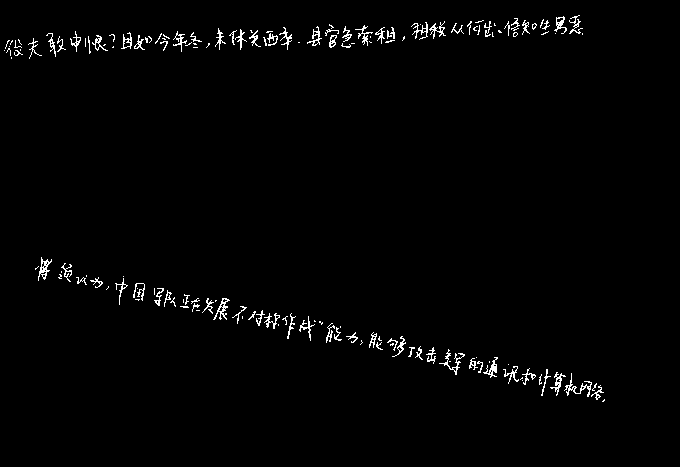 役夫敢申恨?且如今年冬,未休关西卒.县官急索租,租税从何出。信知生男恶
博须认为,中国军队正在发展不对称作战"能力,能够攻击美军的通讯和计算机网络,